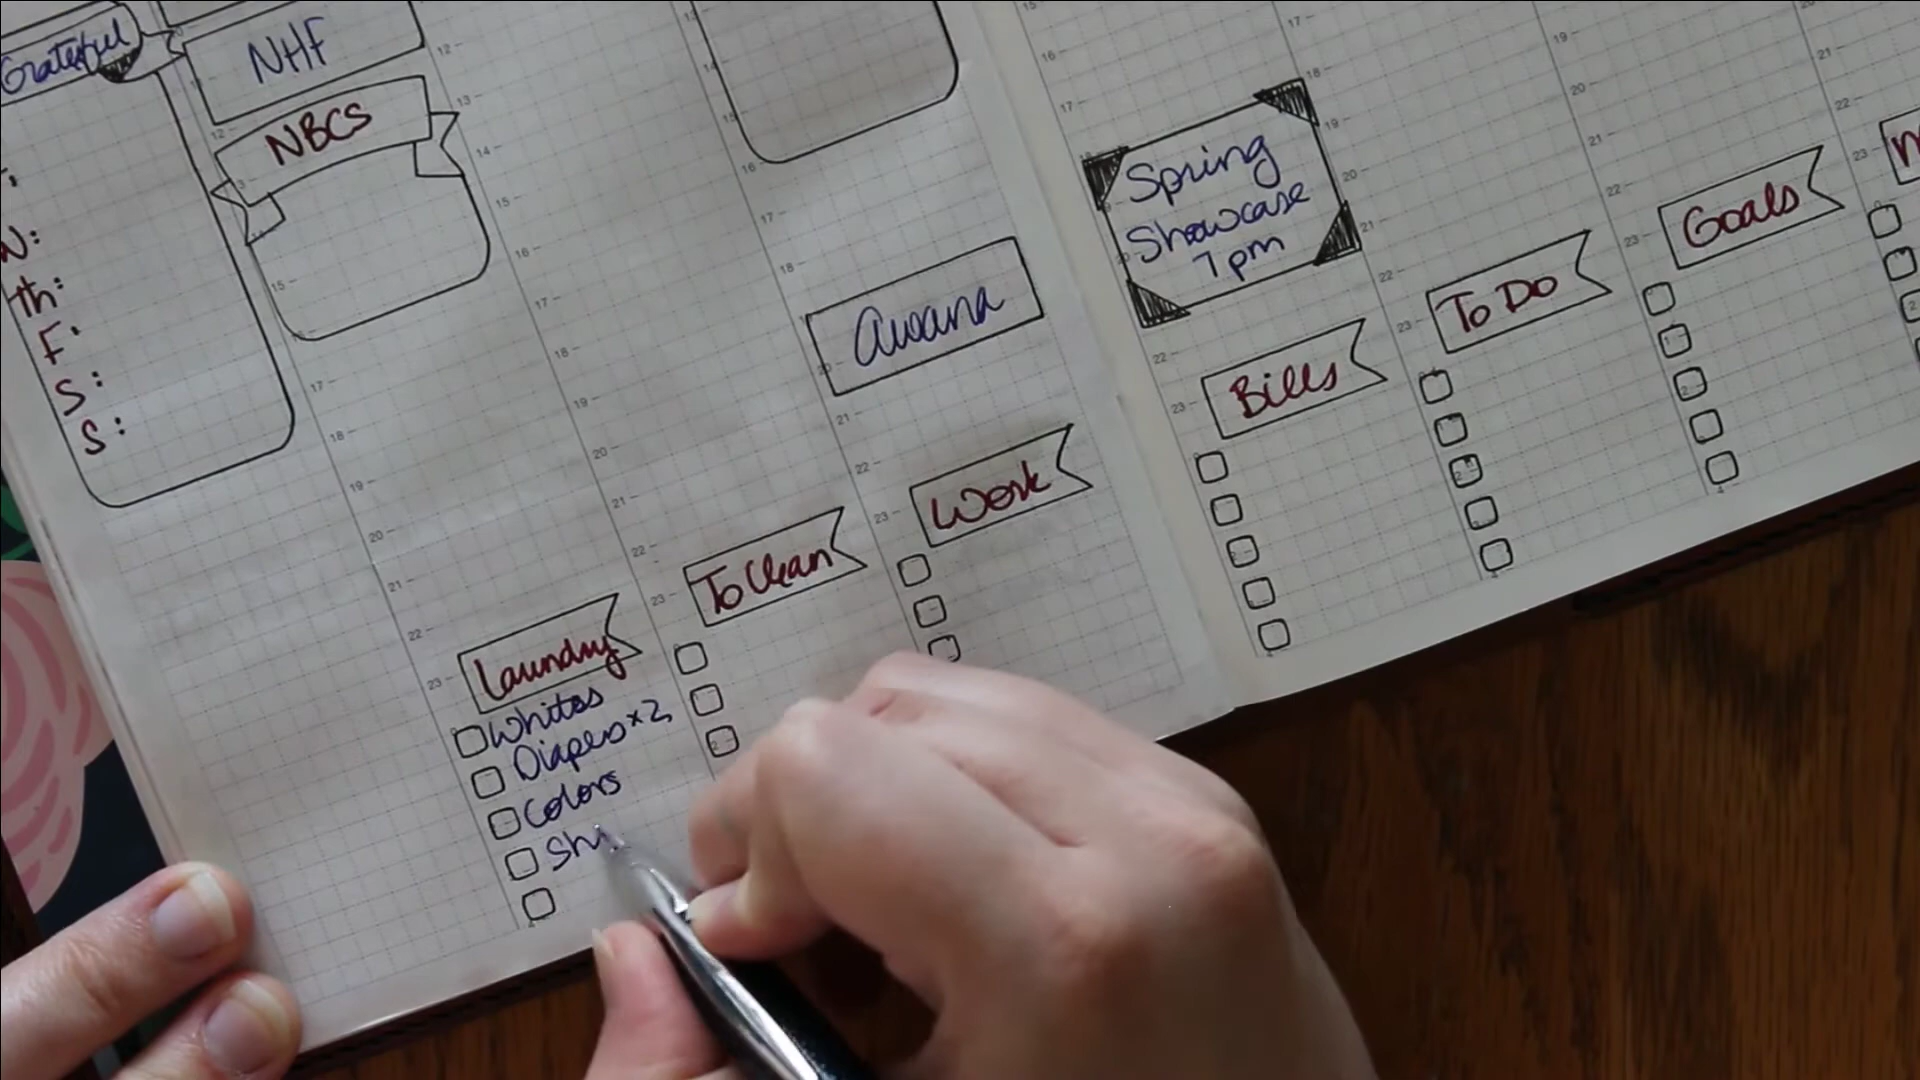 Grateful
NHF
NBCS
W:
Th:
F:
S:
S:
Awana
Spring
Showcase
7pm
Laundry
Whites
Diapers x2
Colors
To Clean
Work
Bills
To Do
Goals